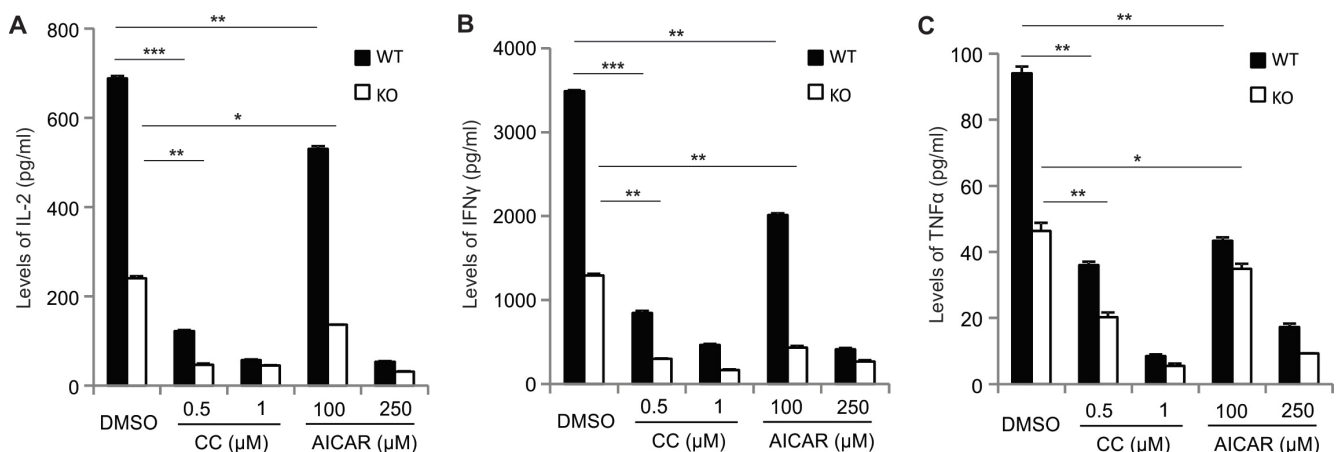 A
800
600
400
200
0
Levels of IL-2 (pg/ml)
**
***
*
**
WT
KO
DMSO
0.5 1 100 250
CC (µM) AICAR (µM)
B
4000
3000
2000
1000
0
Levels of IFNγ (pg/ml)
**
***
**
**
WT
KO
DMSO
0.5 1 100 250
CC (µM) AICAR (µM)
C
100
80
60
40
20
0
Levels of TNFα (pg/ml)
**
**
*
**
WT
KO
DMSO
0.5 1 100 250
CC (µM) AICAR (µM)